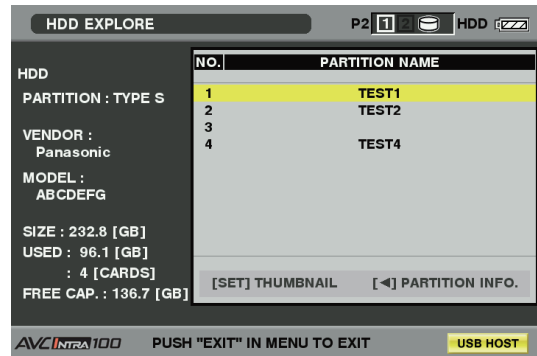 HDD EXPLORE P2 1 2 HDD
HDD
PARTITION : TYPE S
VENDOR :
Panasonic
MODEL :
ABCDEFG
SIZE : 232.8 [GB]
USED : 96.1 [GB]
: 4 [CARDS]
FREE CAP. : 136.7 [GB]
NO. PARTITION NAME
1 TEST1
2 TEST2
3
4 TEST4
[SET] THUMBNAIL [◀] PARTITION INFO.
AVC INTRA 100 PUSH "EXIT" IN MENU TO EXIT USB HOST